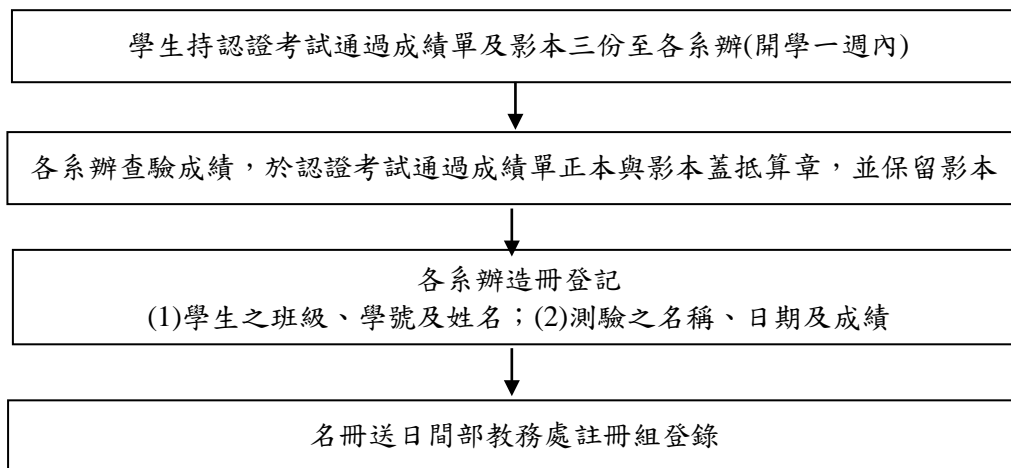 學生持認證考試通過成績單及影本三份至各系辦(開學一週內)
各系辦查驗成績，於認證考試通過成績單正本與影本蓋抵算章，並保留影本
各系辦造冊登記
(1)學生之班級、學號及姓名；(2)測驗之名稱、日期及成績
名冊送日間部教務處註冊組登錄